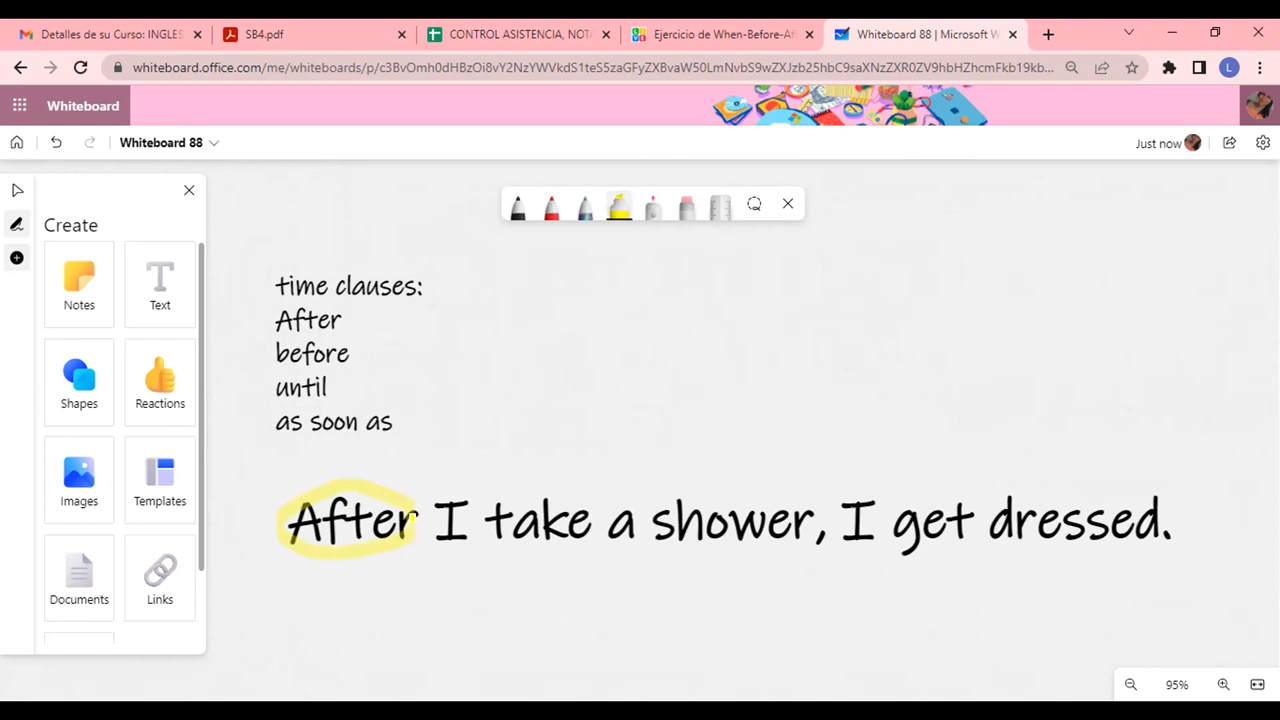 Detalles de su Curso: INGLES
SB4.pdf
CONTROL ASISTENCIA, NOTA
Ejercicio de When-Before-Af
Whiteboard 88 | Microsoft W
Whiteboard
Whiteboard 88
Just now
Create
Notes
Text
Shapes
Reactions
Images
Templates
Documents
Links
time clauses:
After
before
until
as soon as
After I take a shower, I get dressed.
95%